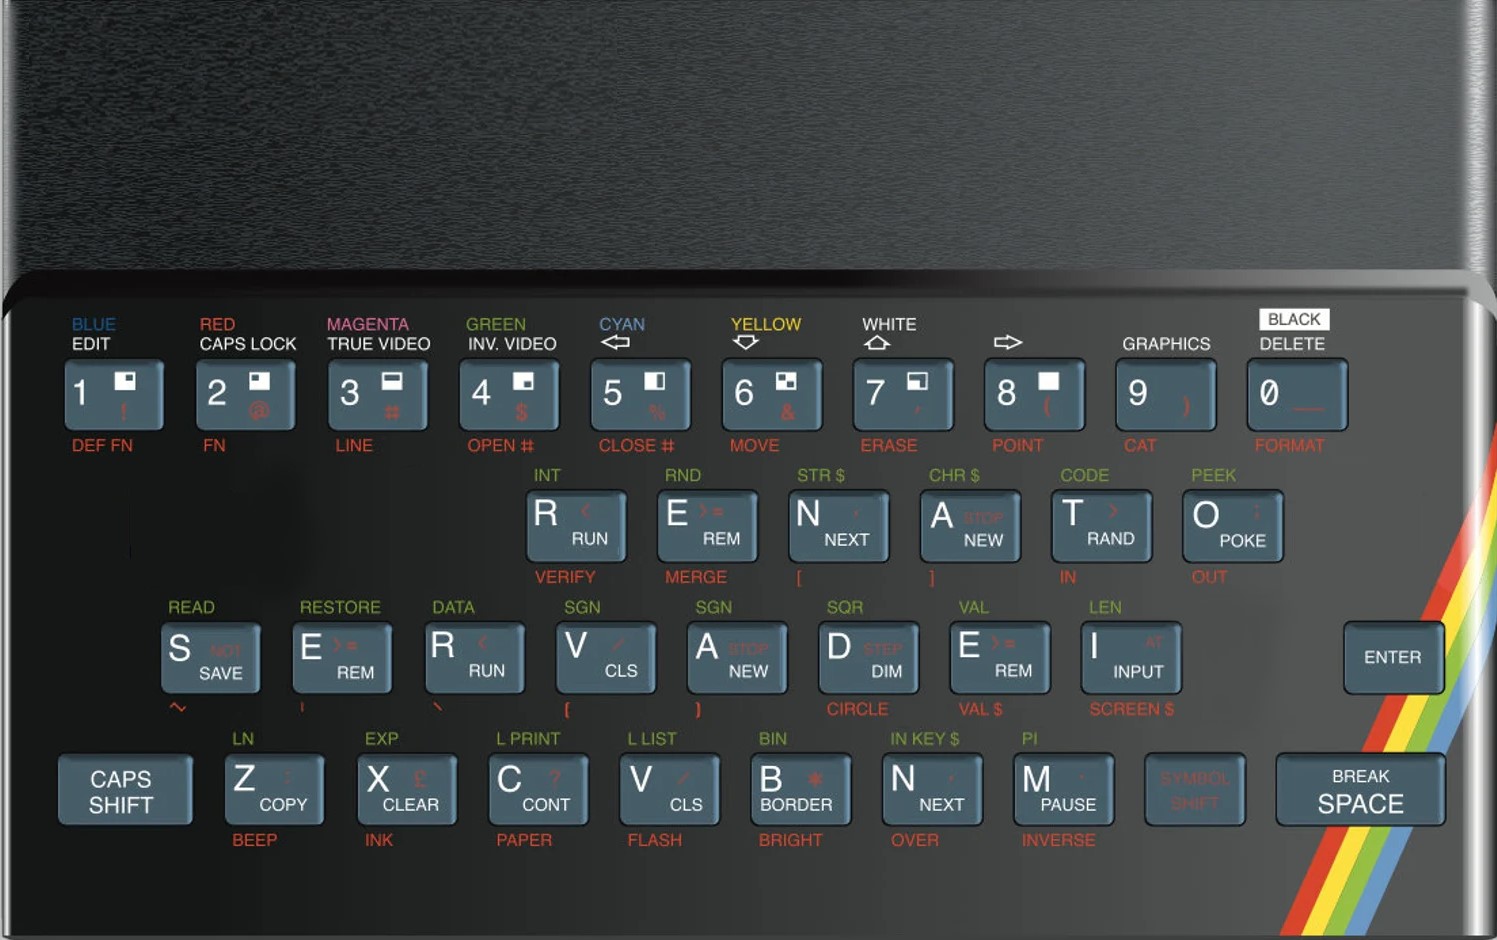 BLUE RED MAGENTA GREEN CYAN YELLOW WHITE BLACK
EDIT CAPS LOCK TRUE VIDEO INV. VIDEO GRAPHICS DELETE
1 ! 2 @ 3 # 4 $ 5 % 6 & 7 ' 8 ( 9 ) 0 _
DEF FN FN LINE OPEN # CLOSE # MOVE ERASE POINT CAT FORMAT
INT RND STR $ CHR $ CODE PEEK
R < RUN E >= REM N , NEXT A STOP NEW T > RAND O ; POKE
VERIFY MERGE [ ] IN OUT
READ RESTORE DATA SGN SGN SQR VAL LEN
S NOT SAVE E >= REM R < RUN V / CLS A STOP NEW D STEP DIM E >= REM I AT INPUT ENTER
~ | \ { } CIRCLE VAL $ SCREEN $
LN EXP L PRINT L LIST BIN IN KEY $ PI
CAPS SHIFT Z : COPY X £ CLEAR C ? CONT V / CLS B * BORDER N , NEXT M . PAUSE SYMBOL SHIFT BREAK SPACE
BEEP INK PAPER FLASH BRIGHT OVER INVERSE